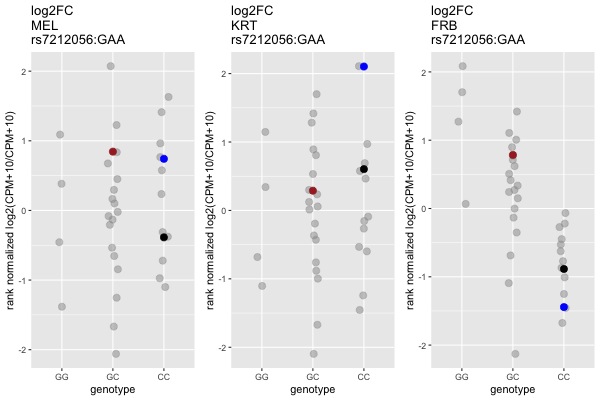 log2FC
MEL
rs7212056:GAA
rank normalized log2(CPM+10/CPM+10)
2
1
0
-1
-2
GG
GC
CC
genotype
log2FC
KRT
rs7212056:GAA
rank normalized log2(CPM+10/CPM+10)
2
1
0
-1
-2
GG
GC
CC
genotype
log2FC
FRB
rs7212056:GAA
rank normalized log2(CPM+10/CPM+10)
2
1
0
-1
-2
GG
GC
CC
genotype